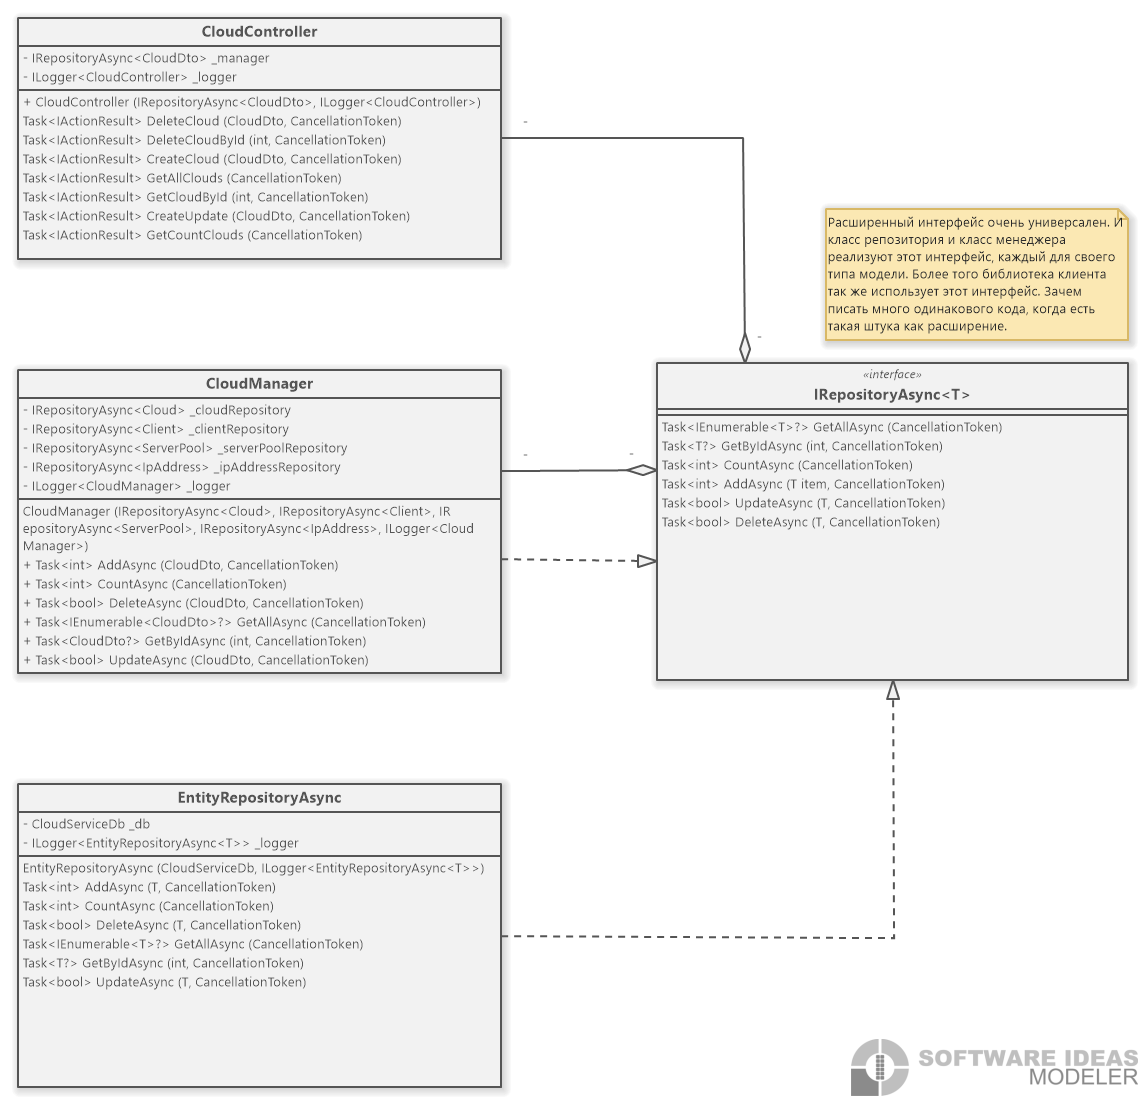 CloudController
- IRepositoryAsync<CloudDto> _manager
- ILogger<CloudController> _logger
+ CloudController (IRepositoryAsync<CloudDto>, ILogger<CloudController>)
Task<IActionResult> DeleteCloud (CloudDto, CancellationToken)
Task<IActionResult> DeleteCloudById (int, CancellationToken)
Task<IActionResult> CreateCloud (CloudDto, CancellationToken)
Task<IActionResult> GetAllClouds (CancellationToken)
Task<IActionResult> GetCloudById (int, CancellationToken)
Task<IActionResult> CreateUpdate (CloudDto, CancellationToken)
Task<IActionResult> GetCountClouds (CancellationToken)
-
-
Расширенный интерфейс очень универсален. И
класс репозитория и класс менеджера
реализуют этот интерфейс, каждый для своего
типа модели. Более того библиотека клиента
так же использует этот интерфейс. Зачем
писать много одинакового кода, когда есть
такая штука как расширение.
CloudManager
- IRepositoryAsync<Cloud> _cloudRepository
- IRepositoryAsync<Client> _clientRepository
- IRepositoryAsync<ServerPool> _serverPoolRepository
- IRepositoryAsync<IpAddress> _ipAddressRepository
- ILogger<CloudManager> _logger
CloudManager (IRepositoryAsync<Cloud>, IRepositoryAsync<Client>, IR
epositoryAsync<ServerPool>, IRepositoryAsync<IpAddress>, ILogger<Cloud
Manager>)
+ Task<int> AddAsync (CloudDto, CancellationToken)
+ Task<int> CountAsync (CancellationToken)
+ Task<bool> DeleteAsync (CloudDto, CancellationToken)
+ Task<IEnumerable<CloudDto>?> GetAllAsync (CancellationToken)
+ Task<CloudDto?> GetByIdAsync (int, CancellationToken)
+ Task<bool> UpdateAsync (CloudDto, CancellationToken)
-
-
«interface»
IRepositoryAsync<T>
Task<IEnumerable<T>?> GetAllAsync (CancellationToken)
Task<T?> GetByIdAsync (int, CancellationToken)
Task<int> CountAsync (CancellationToken)
Task<int> AddAsync (T item, CancellationToken)
Task<bool> UpdateAsync (T, CancellationToken)
Task<bool> DeleteAsync (T, CancellationToken)
EntityRepositoryAsync
- CloudServiceDb _db
- ILogger<EntityRepositoryAsync<T>> _logger
EntityRepositoryAsync (CloudServiceDb, ILogger<EntityRepositoryAsync<T>>)
Task<int> AddAsync (T, CancellationToken)
Task<int> CountAsync (CancellationToken)
Task<bool> DeleteAsync (T, CancellationToken)
Task<IEnumerable<T>?> GetAllAsync (CancellationToken)
Task<T?> GetByIdAsync (int, CancellationToken)
Task<bool> UpdateAsync (T, CancellationToken)
SOFTWARE IDEAS
MODELER